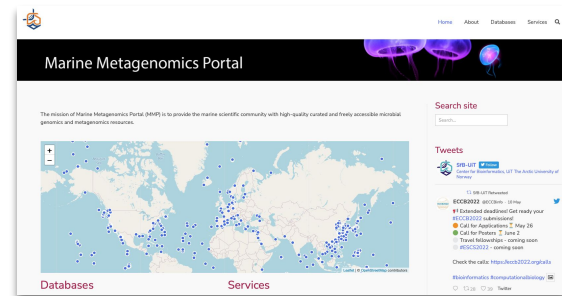 Home About Databases Services
Marine Metagenomics Portal
The mission of Marine Metagenomics Portal (MMP) is to provide the marine scientific community with high-quality curated and freely accessible microbial
genomics and metagenomics resources.
+
−
Leaflet | © OpenStreetMap contributors
Databases
Services
Search site
Search...
Tweets
SfB-UiT Follow
Center for Bioinformatics, UiT The Arctic University of
Norway
SfB-UiT Retweeted
ECCB2022 @ECCBinfo · 18 May
Extended deadlines! Get ready your
#ECCB2022 submissions!
Call for Applications May 26
Call for Posters June 2
Travel fellowships - coming soon
#ESCS2022 - coming soon
Check the calls: https://eccb2022.org/calls
#bioinformatics #computationalbiology
Twitter